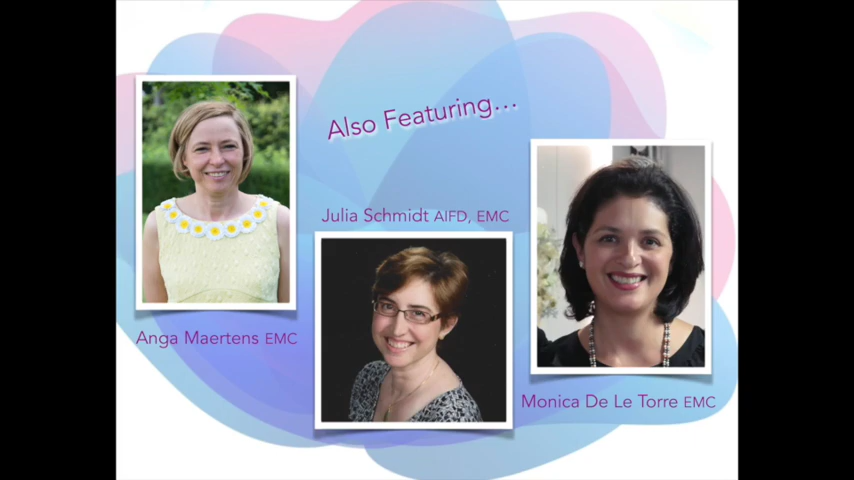 Also Featuring...
Julia Schmidt AIFD, EMC
Anga Maertens EMC
Monica De Le Torre EMC